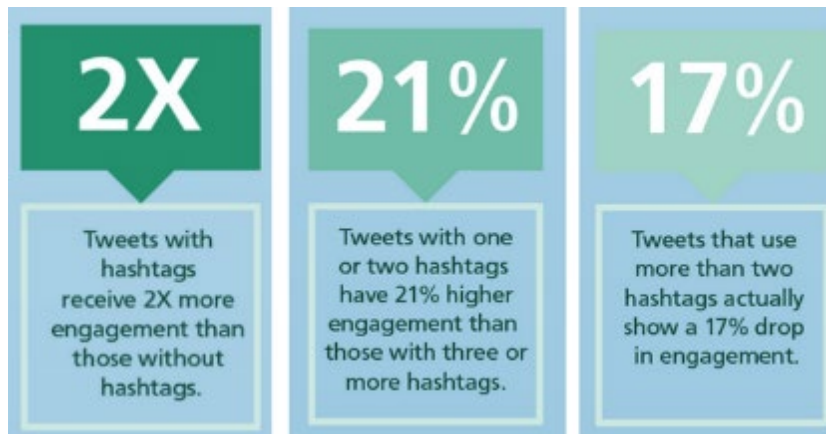 2X
Tweets with
hashtags
receive 2X more
engagement than
those without
hashtags.
21%
Tweets with one
or two hashtags
have 21% higher
engagement than
those with three or
more hashtags.
17%
Tweets that use
more than two
hashtags actually
show a 17% drop
in engagement.